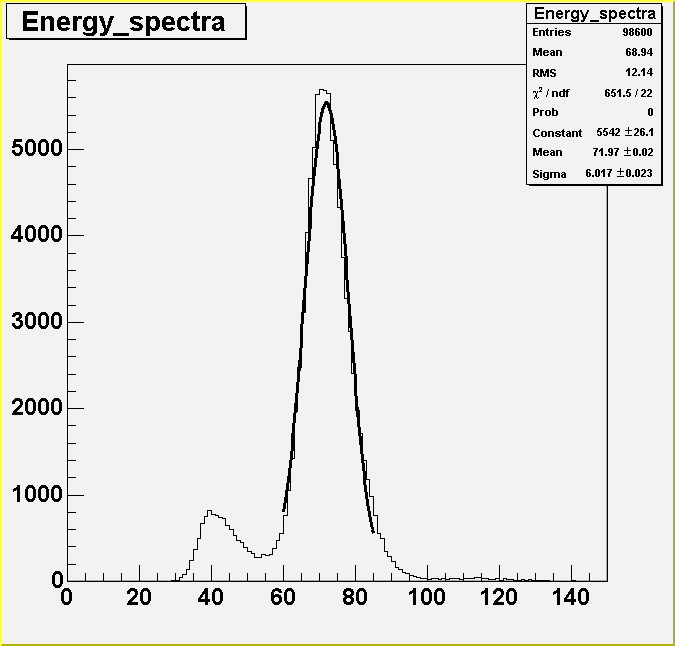 Energy_spectra
Energy_spectra
Entries 98600
Mean 68.94
RMS 12.14
χ² / ndf 651.5 / 22
Prob 0
Constant 5542 ±26.1
Mean 71.97 ±0.02
Sigma 6.017 ±0.023
5000
4000
3000
2000
1000
0
0 20 40 60 80 100 120 140